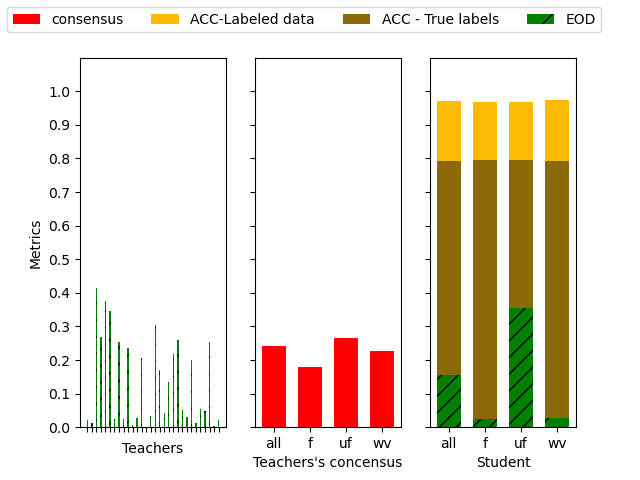 consensus ACC-Labeled data ACC - True labels EOD
Metrics
1.0
0.9
0.8
0.7
0.6
0.5
0.4
0.3
0.2
0.1
0.0
all f uf wv all f uf wv
Teachers Teachers's concensus Student